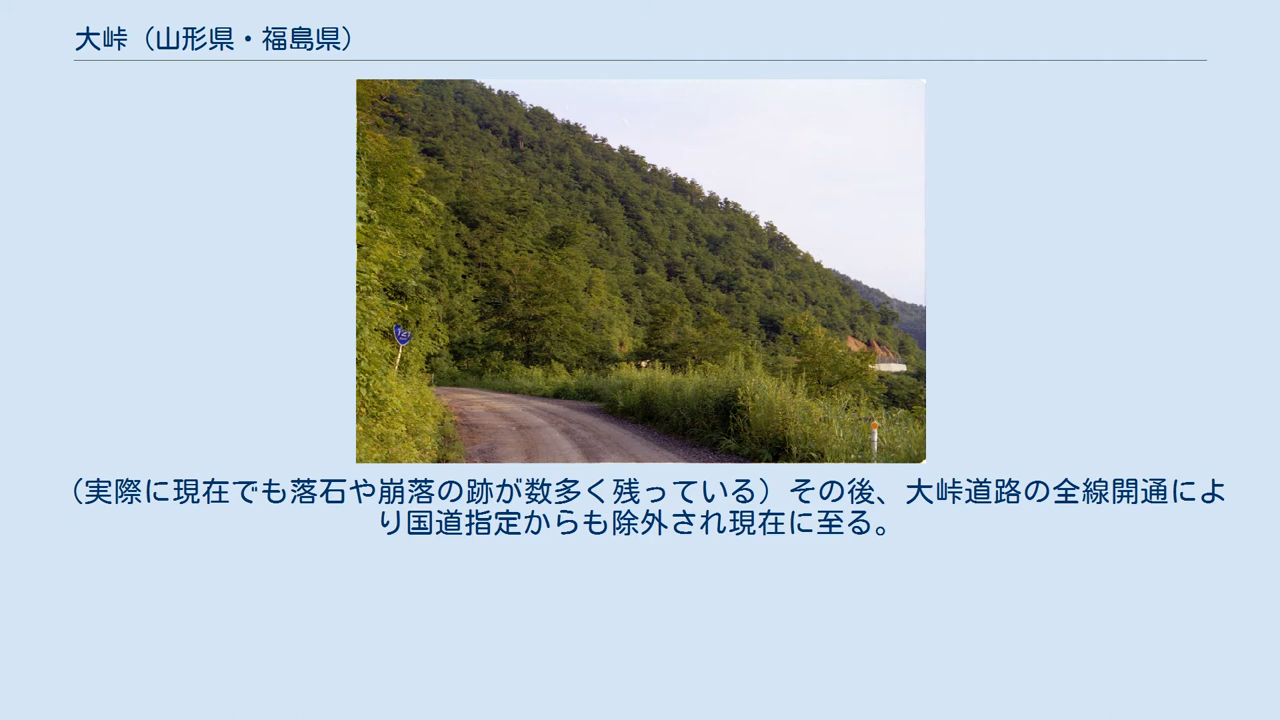 大峠（山形県・福島県）
121
（実際に現在でも落石や崩落の跡が数多く残っている）その後、大峠道路の全線開通によ
り国道指定からも除外され現在に至る。